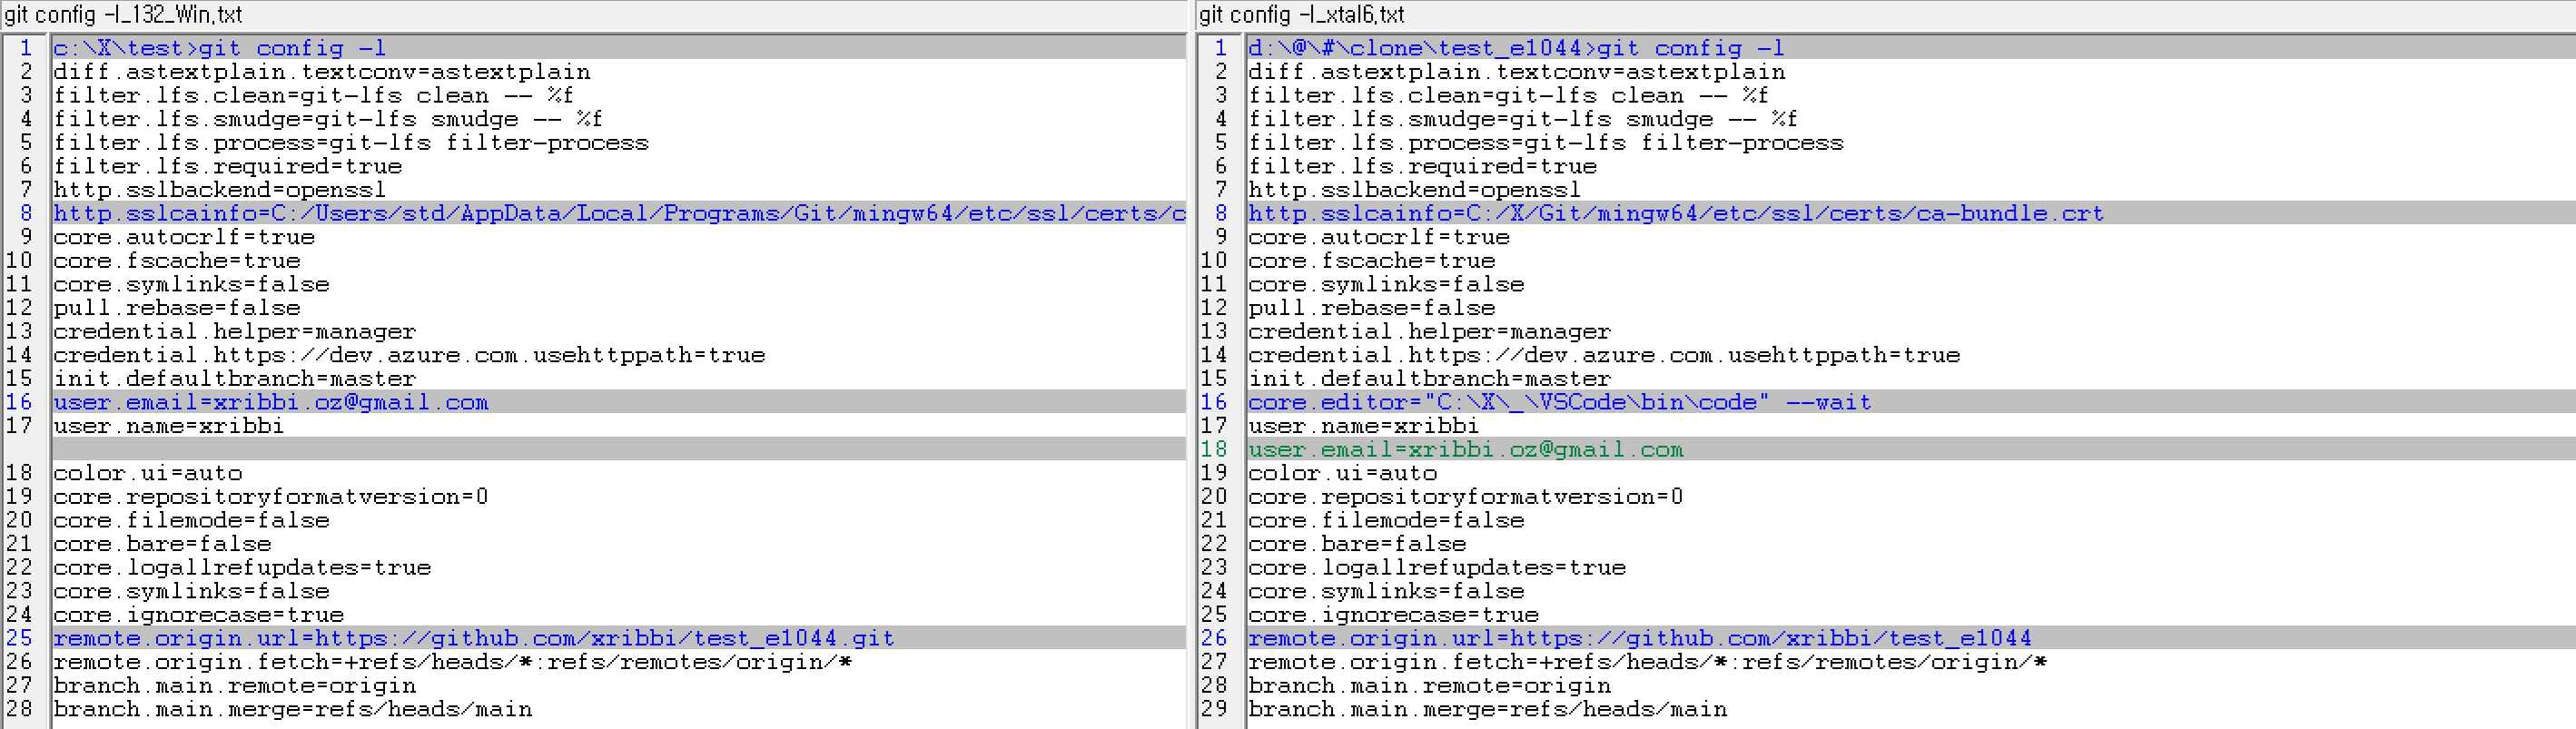 git config -l_132_Win,txt
1 c:\X\test>git config -l
2 diff.astextplain.textconv=astextplain
3 filter.lfs.clean=git-lfs clean -- %f
4 filter.lfs.smudge=git-lfs smudge -- %f
5 filter.lfs.process=git-lfs filter-process
6 filter.lfs.required=true
7 http.sslbackend=openssl
8 http.sslcainfo=C:/Users/std/AppData/Local/Programs/Git/mingw64/etc/ssl/certs/c
9 core.autocrlf=true
10 core.fscache=true
11 core.symlinks=false
12 pull.rebase=false
13 credential.helper=manager
14 credential.https://dev.azure.com.usehttppath=true
15 init.defaultbranch=master
16 user.email=xribbi.oz@gmail.com
17 user.name=xribbi
18 color.ui=auto
19 core.repositoryformatversion=0
20 core.filemode=false
21 core.bare=false
22 core.logallrefupdates=true
23 core.symlinks=false
24 core.ignorecase=true
25 remote.origin.url=https://github.com/xribbi/test_e1044.git
26 remote.origin.fetch=+refs/heads/*:refs/remotes/origin/*
27 branch.main.remote=origin
28 branch.main.merge=refs/heads/main
git config -l_xtal6,txt
1 d:\@\#\clone\test_e1044>git config -l
2 diff.astextplain.textconv=astextplain
3 filter.lfs.clean=git-lfs clean -- %f
4 filter.lfs.smudge=git-lfs smudge -- %f
5 filter.lfs.process=git-lfs filter-process
6 filter.lfs.required=true
7 http.sslbackend=openssl
8 http.sslcainfo=C:/X/Git/mingw64/etc/ssl/certs/ca-bundle.crt
9 core.autocrlf=true
10 core.fscache=true
11 core.symlinks=false
12 pull.rebase=false
13 credential.helper=manager
14 credential.https://dev.azure.com.usehttppath=true
15 init.defaultbranch=master
16 core.editor="C:\X\_\VSCode\bin\code" --wait
17 user.name=xribbi
18 user.email=xribbi.oz@gmail.com
19 color.ui=auto
20 core.repositoryformatversion=0
21 core.filemode=false
22 core.bare=false
23 core.logallrefupdates=true
24 core.symlinks=false
25 core.ignorecase=true
26 remote.origin.url=https://github.com/xribbi/test_e1044
27 remote.origin.fetch=+refs/heads/*:refs/remotes/origin/*
28 branch.main.remote=origin
29 branch.main.merge=refs/heads/main